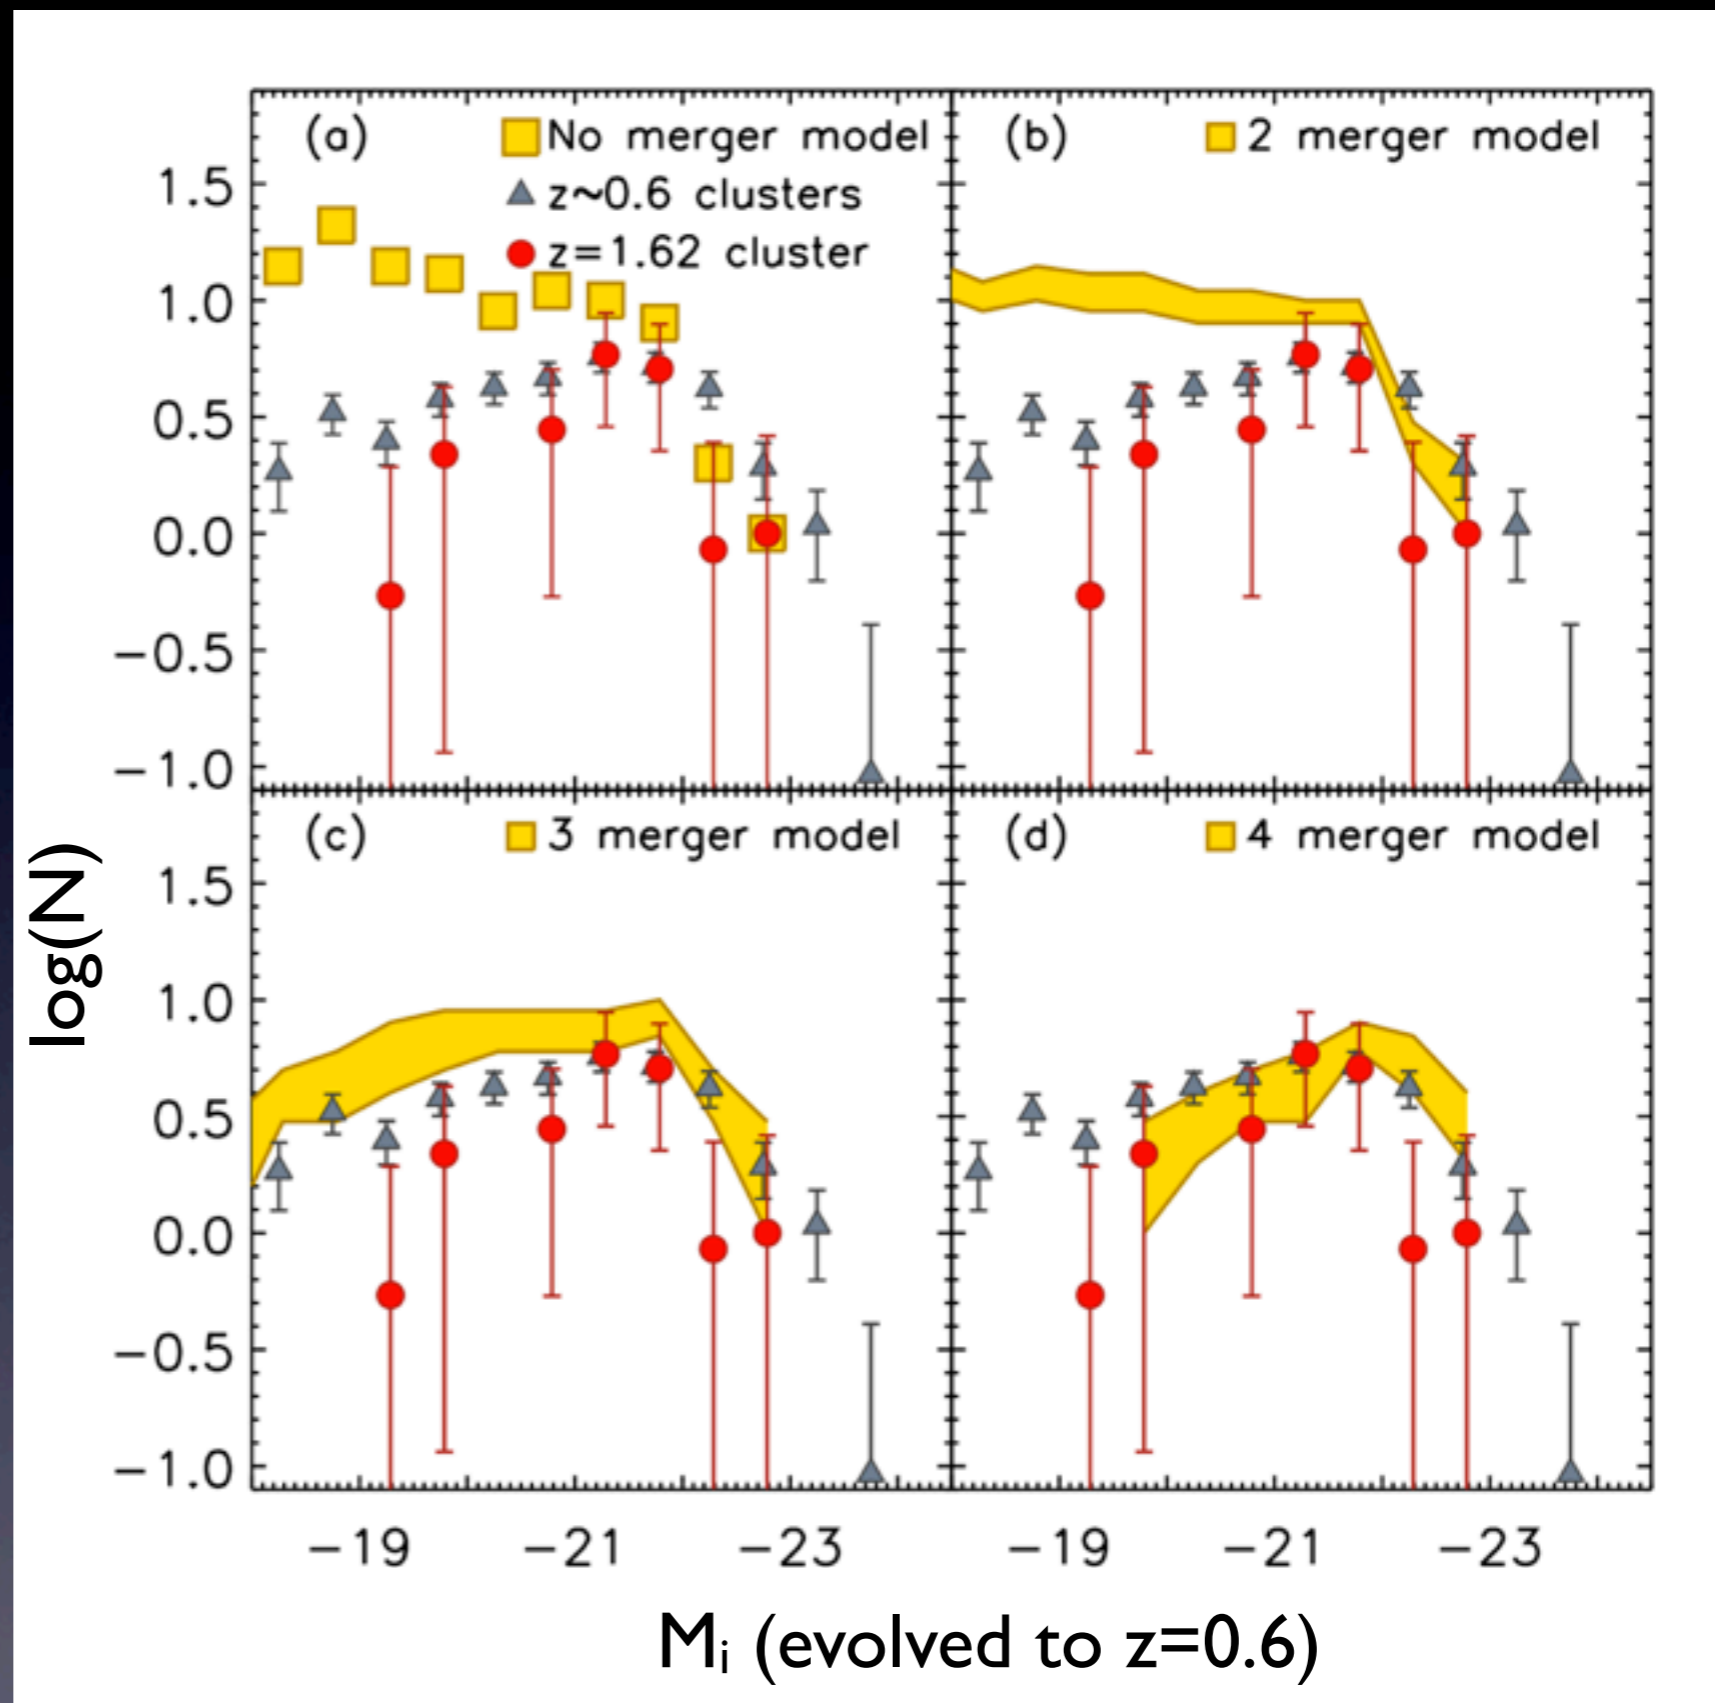 (a)
No merger model
z~0.6 clusters
z=1.62 cluster
(b)
2 merger model
1.5
1.0
0.5
0.0
−0.5
−1.0
(c)
3 merger model
(d)
4 merger model
1.5
1.0
0.5
0.0
−0.5
−1.0
log(N)
−19
−21
−23
−19
−21
−23
Mᵢ (evolved to z=0.6)